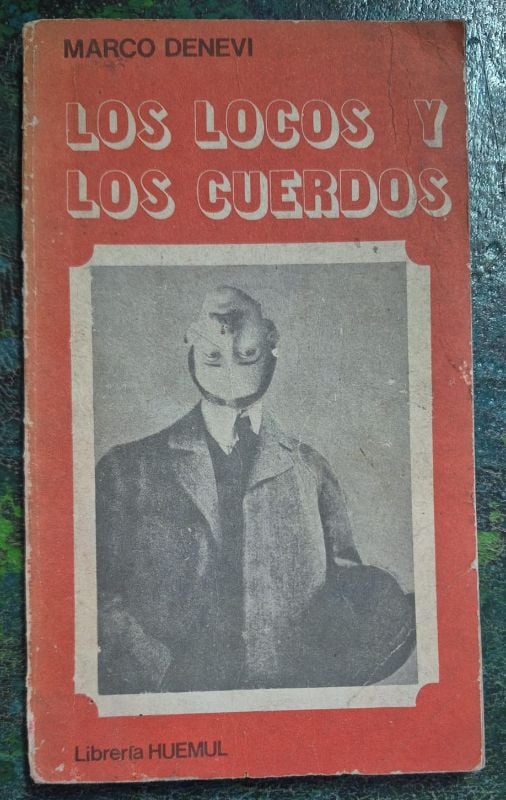 MARCO DENEVI
LOS LOCOS Y
LOS CUERDOS
Librería HUEMUL